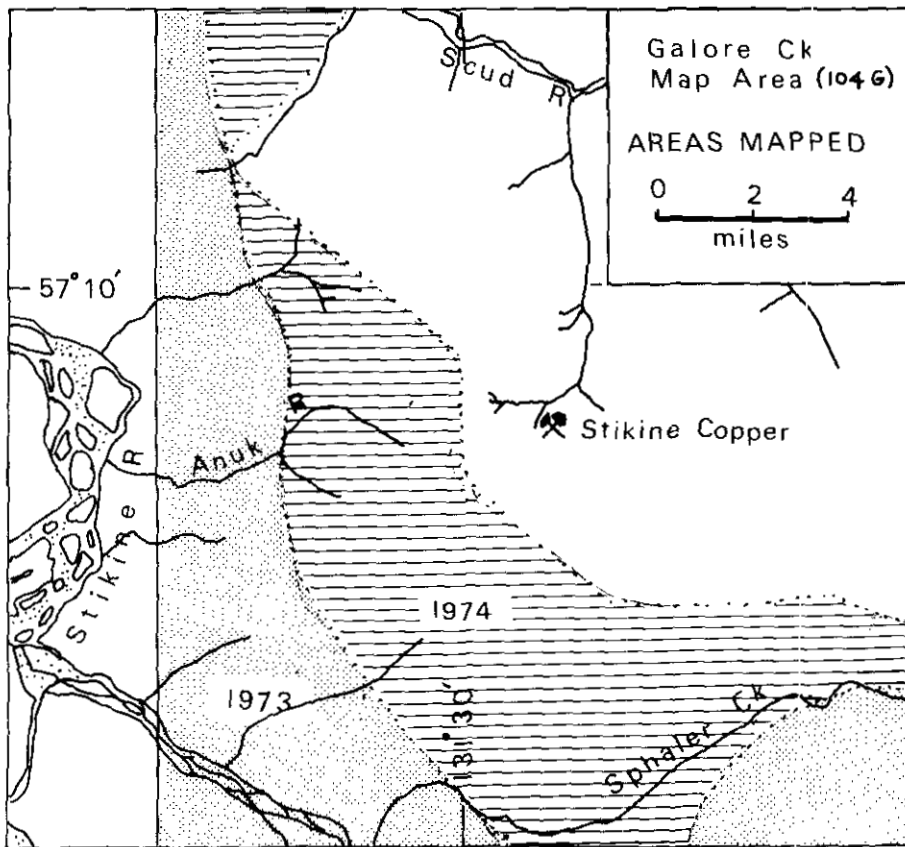 Galore Ck
Map Area (104G)
AREAS MAPPED
0 2 4
miles
Scud R
57°10'
Stikine Copper
Anuk R
Stikine R
1974
1973
131°30'
Sphaler Ck